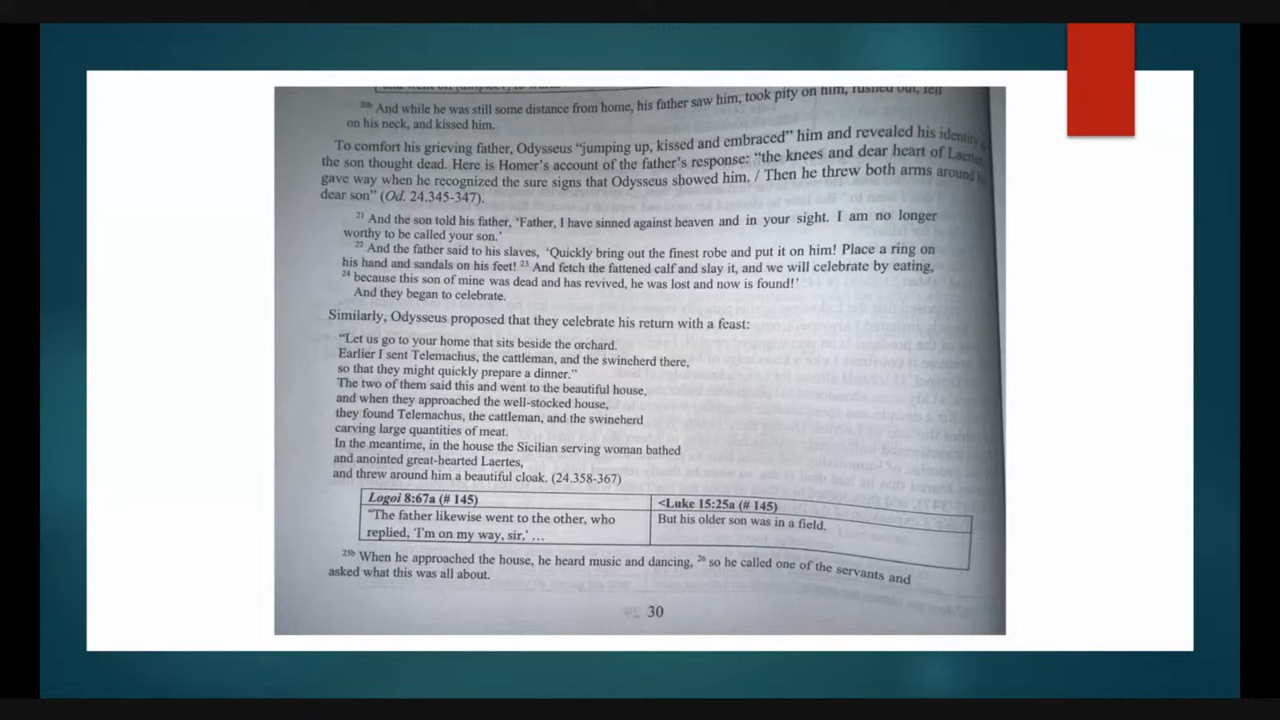 20b And while he was still some distance from home, his father saw him, took pity on him, rushed out, fell
on his neck, and kissed him.
To comfort his grieving father, Odysseus “jumping up, kissed and embraced” him and revealed his identity
the son thought dead. Here is Homer’s account of the father’s response: “the knees and dear heart of Laertes
gave way when he recognized the sure signs that Odysseus showed him. / Then he threw both arms around
dear son” (Od. 24.345-347).
21 And the son told his father, ‘Father, I have sinned against heaven and in your sight. I am no longer
worthy to be called your son.’
22 And the father said to his slaves, ‘Quickly bring out the finest robe and put it on him! Place a ring on
his hand and sandals on his feet! 23 And fetch the fattened calf and slay it, and we will celebrate by eating,
24 because this son of mine was dead and has revived, he was lost and now is found!’
And they began to celebrate.
Similarly, Odysseus proposed that they celebrate his return with a feast:
“Let us go to your home that sits beside the orchard.
Earlier I sent Telemachus, the cattleman, and the swineherd there,
so that they might quickly prepare a dinner.”
The two of them said this and went to the beautiful house,
and when they approached the well-stocked house,
they found Telemachus, the cattleman, and the swineherd
carving large quantities of meat.
In the meantime, in the house the Sicilian serving woman bathed
and anointed great-hearted Laertes,
and threw around him a beautiful cloak. (24.358-367)
Logoi 8:67a (# 145)
“The father likewise went to the other, who
replied, ‘I’m on my way, sir,’ …
<Luke 15:25a (# 145)
But his older son was in a field.
25b When he approached the house, he heard music and dancing, 26 so he called one of the servants and
asked what this was all about.
30